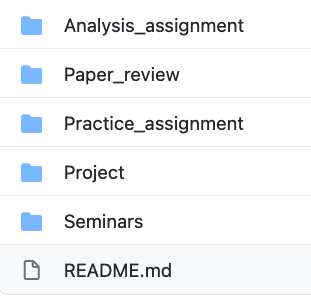 Analysis_assignment
Paper_review
Practice_assignment
Project
Seminars
README.md